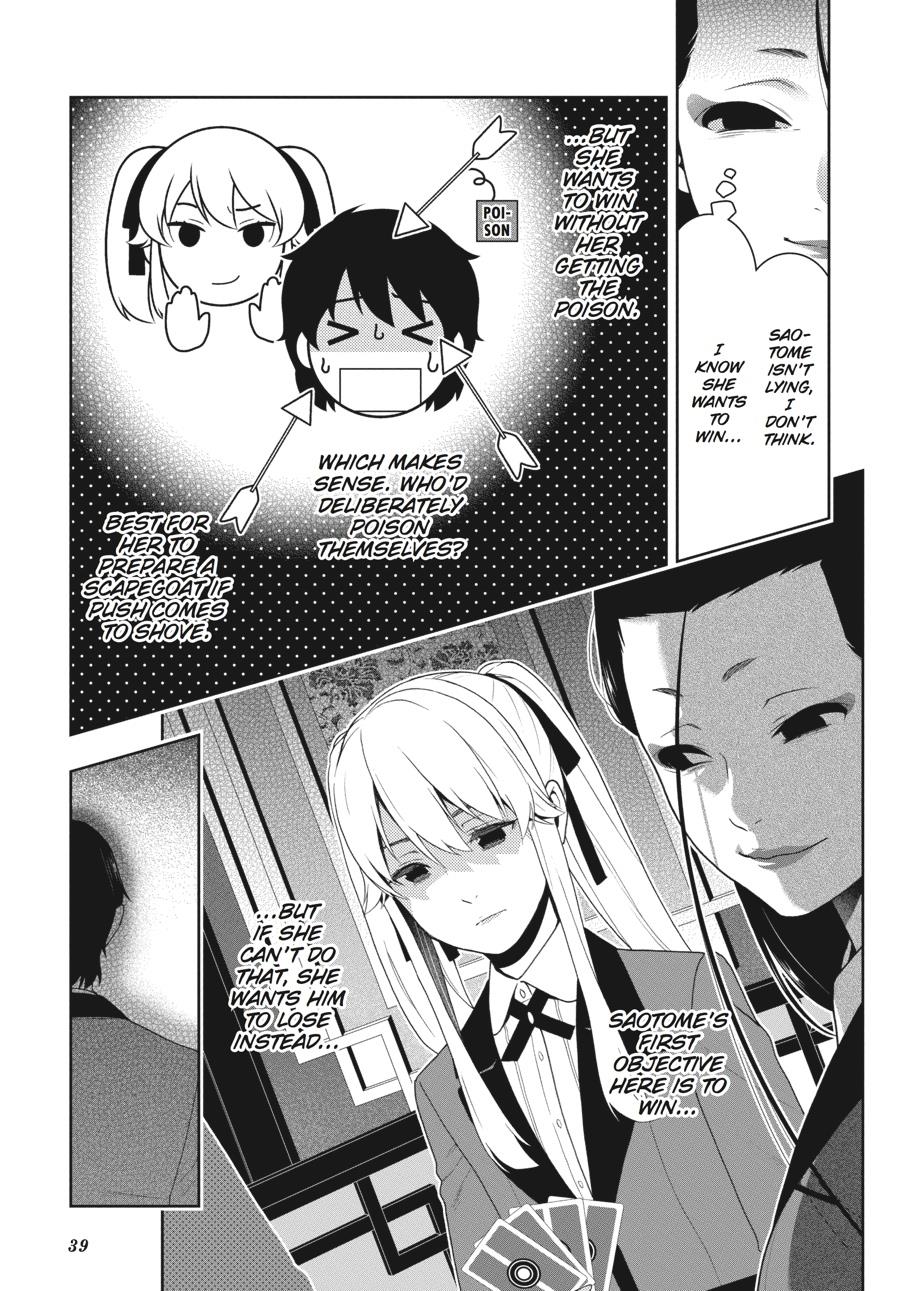 SAO-
TOME
ISN'T
LYING,
I
DON'T
THINK.
I
KNOW
SHE
WANTS
TO
WIN...
...BUT
SHE
WANTS
TO WIN
WITHOUT
HER
GETTING
THE
POISON.
POI-
SON
WHICH MAKES
SENSE. WHO'D
DELIBERATELY
POISON
THEMSELVES?
BEST FOR
HER TO
PREPARE A
SCAPEGOAT IF
PUSH COMES
TO SHOVE.
SAOTOME'S
FIRST
OBJECTIVE
HERE IS TO
WIN...
...BUT
IF SHE
CAN'T DO
THAT, SHE
WANTS HIM
TO LOSE
INSTEAD...
39